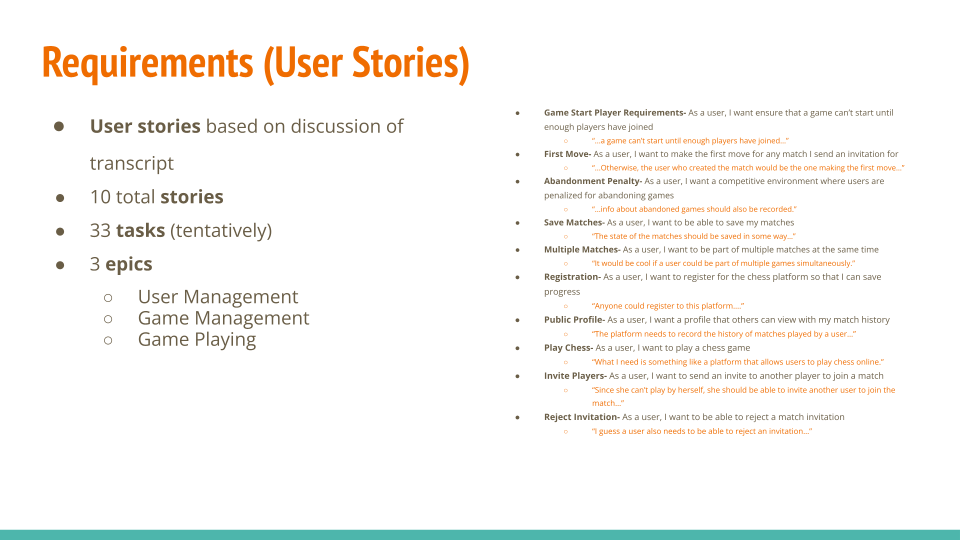 Requirements (User Stories)
● User stories based on discussion of
transcript
● 10 total stories
● 33 tasks (tentatively)
● 3 epics
○ User Management
○ Game Management
○ Game Playing
● Game Start Player Requirements- As a user, I want ensure that a game can't start until
enough players have joined
○ "...a game can't start until enough players have joined..."
● First Move- As a user, I want to make the first move for any match I send an invitation for
○ "...Otherwise, the user who created the match would be the one making the first move..."
● Abandonment Penalty- As a user, I want a competitive environment where users are
penalized for abandoning games
○ "...info about abandoned games should also be recorded."
● Save Matches- As a user, I want to be able to save my matches
○ "The state of the matches should be saved in some way..."
● Multiple Matches- As a user, I want to be part of multiple matches at the same time
○ "It would be cool if a user could be part of multiple games simultaneously."
● Registration- As a user, I want to register for the chess platform so that I can save
progress
○ "Anyone could register to this platform...."
● Public Profile- As a user, I want a profile that others can view with my match history
○ "The platform needs to record the history of matches played by a user..."
● Play Chess- As a user, I want to play a chess game
○ "What I need is something like a platform that allows users to play chess online."
● Invite Players- As a user, I want to send an invite to another player to join a match
○ "Since she can't play by herself, she should be able to invite another user to join the
match..."
● Reject Invitation- As a user, I want to be able to reject a match invitation
○ "I guess a user also needs to be able to reject an invitation..."